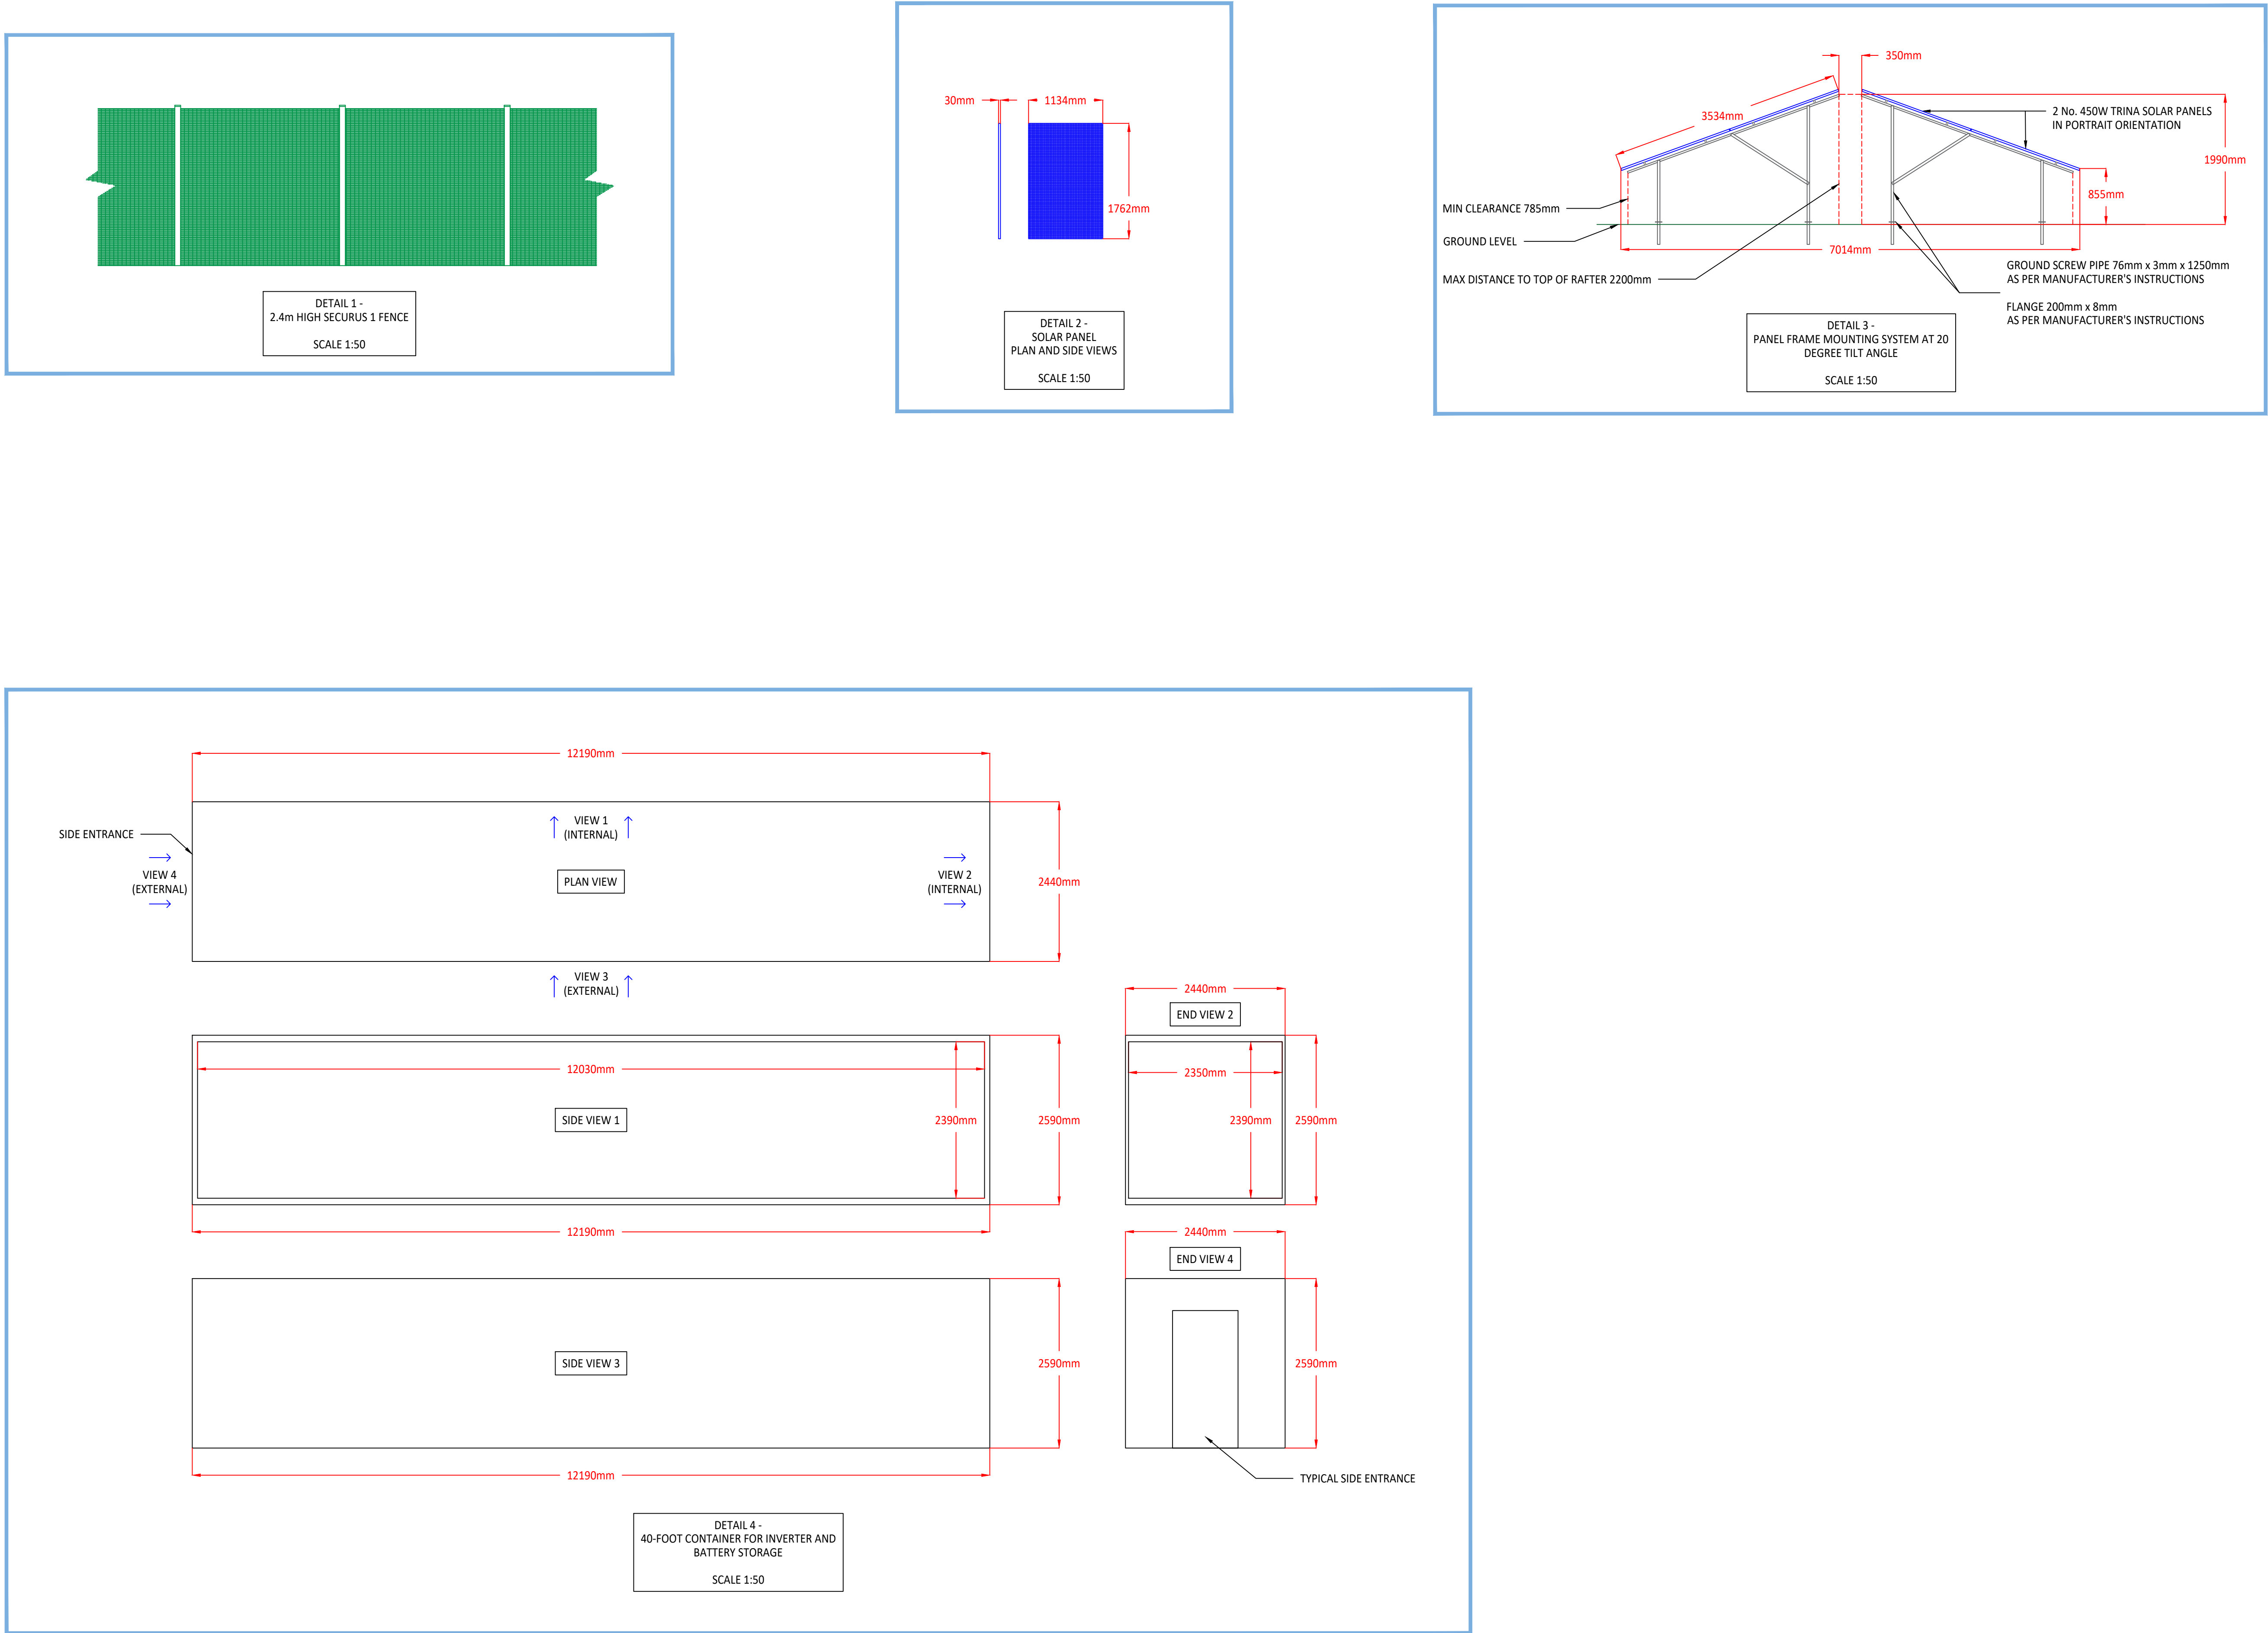 DETAIL 1 -
2.4m HIGH SECURUS 1 FENCE
SCALE 1:50
30mm
1134mm
1762mm
DETAIL 2 -
SOLAR PANEL
PLAN AND SIDE VIEWS
SCALE 1:50
350mm
3534mm
2 No. 450W TRINA SOLAR PANELS
IN PORTRAIT ORIENTATION
1990mm
855mm
MIN CLEARANCE 785mm
GROUND LEVEL
7014mm
MAX DISTANCE TO TOP OF RAFTER 2200mm
GROUND SCREW PIPE 76mm x 3mm x 1250mm
AS PER MANUFACTURER'S INSTRUCTIONS
FLANGE 200mm x 8mm
AS PER MANUFACTURER'S INSTRUCTIONS
DETAIL 3 -
PANEL FRAME MOUNTING SYSTEM AT 20
DEGREE TILT ANGLE
SCALE 1:50
12190mm
SIDE ENTRANCE
VIEW 1
(INTERNAL)
VIEW 4
(EXTERNAL)
PLAN VIEW
VIEW 2
(INTERNAL)
2440mm
VIEW 3
(EXTERNAL)
2440mm
END VIEW 2
12030mm
SIDE VIEW 1
2390mm
2590mm
2350mm
2390mm
2590mm
12190mm
2440mm
END VIEW 4
SIDE VIEW 3
2590mm
2590mm
12190mm
TYPICAL SIDE ENTRANCE
DETAIL 4 -
40-FOOT CONTAINER FOR INVERTER AND
BATTERY STORAGE
SCALE 1:50